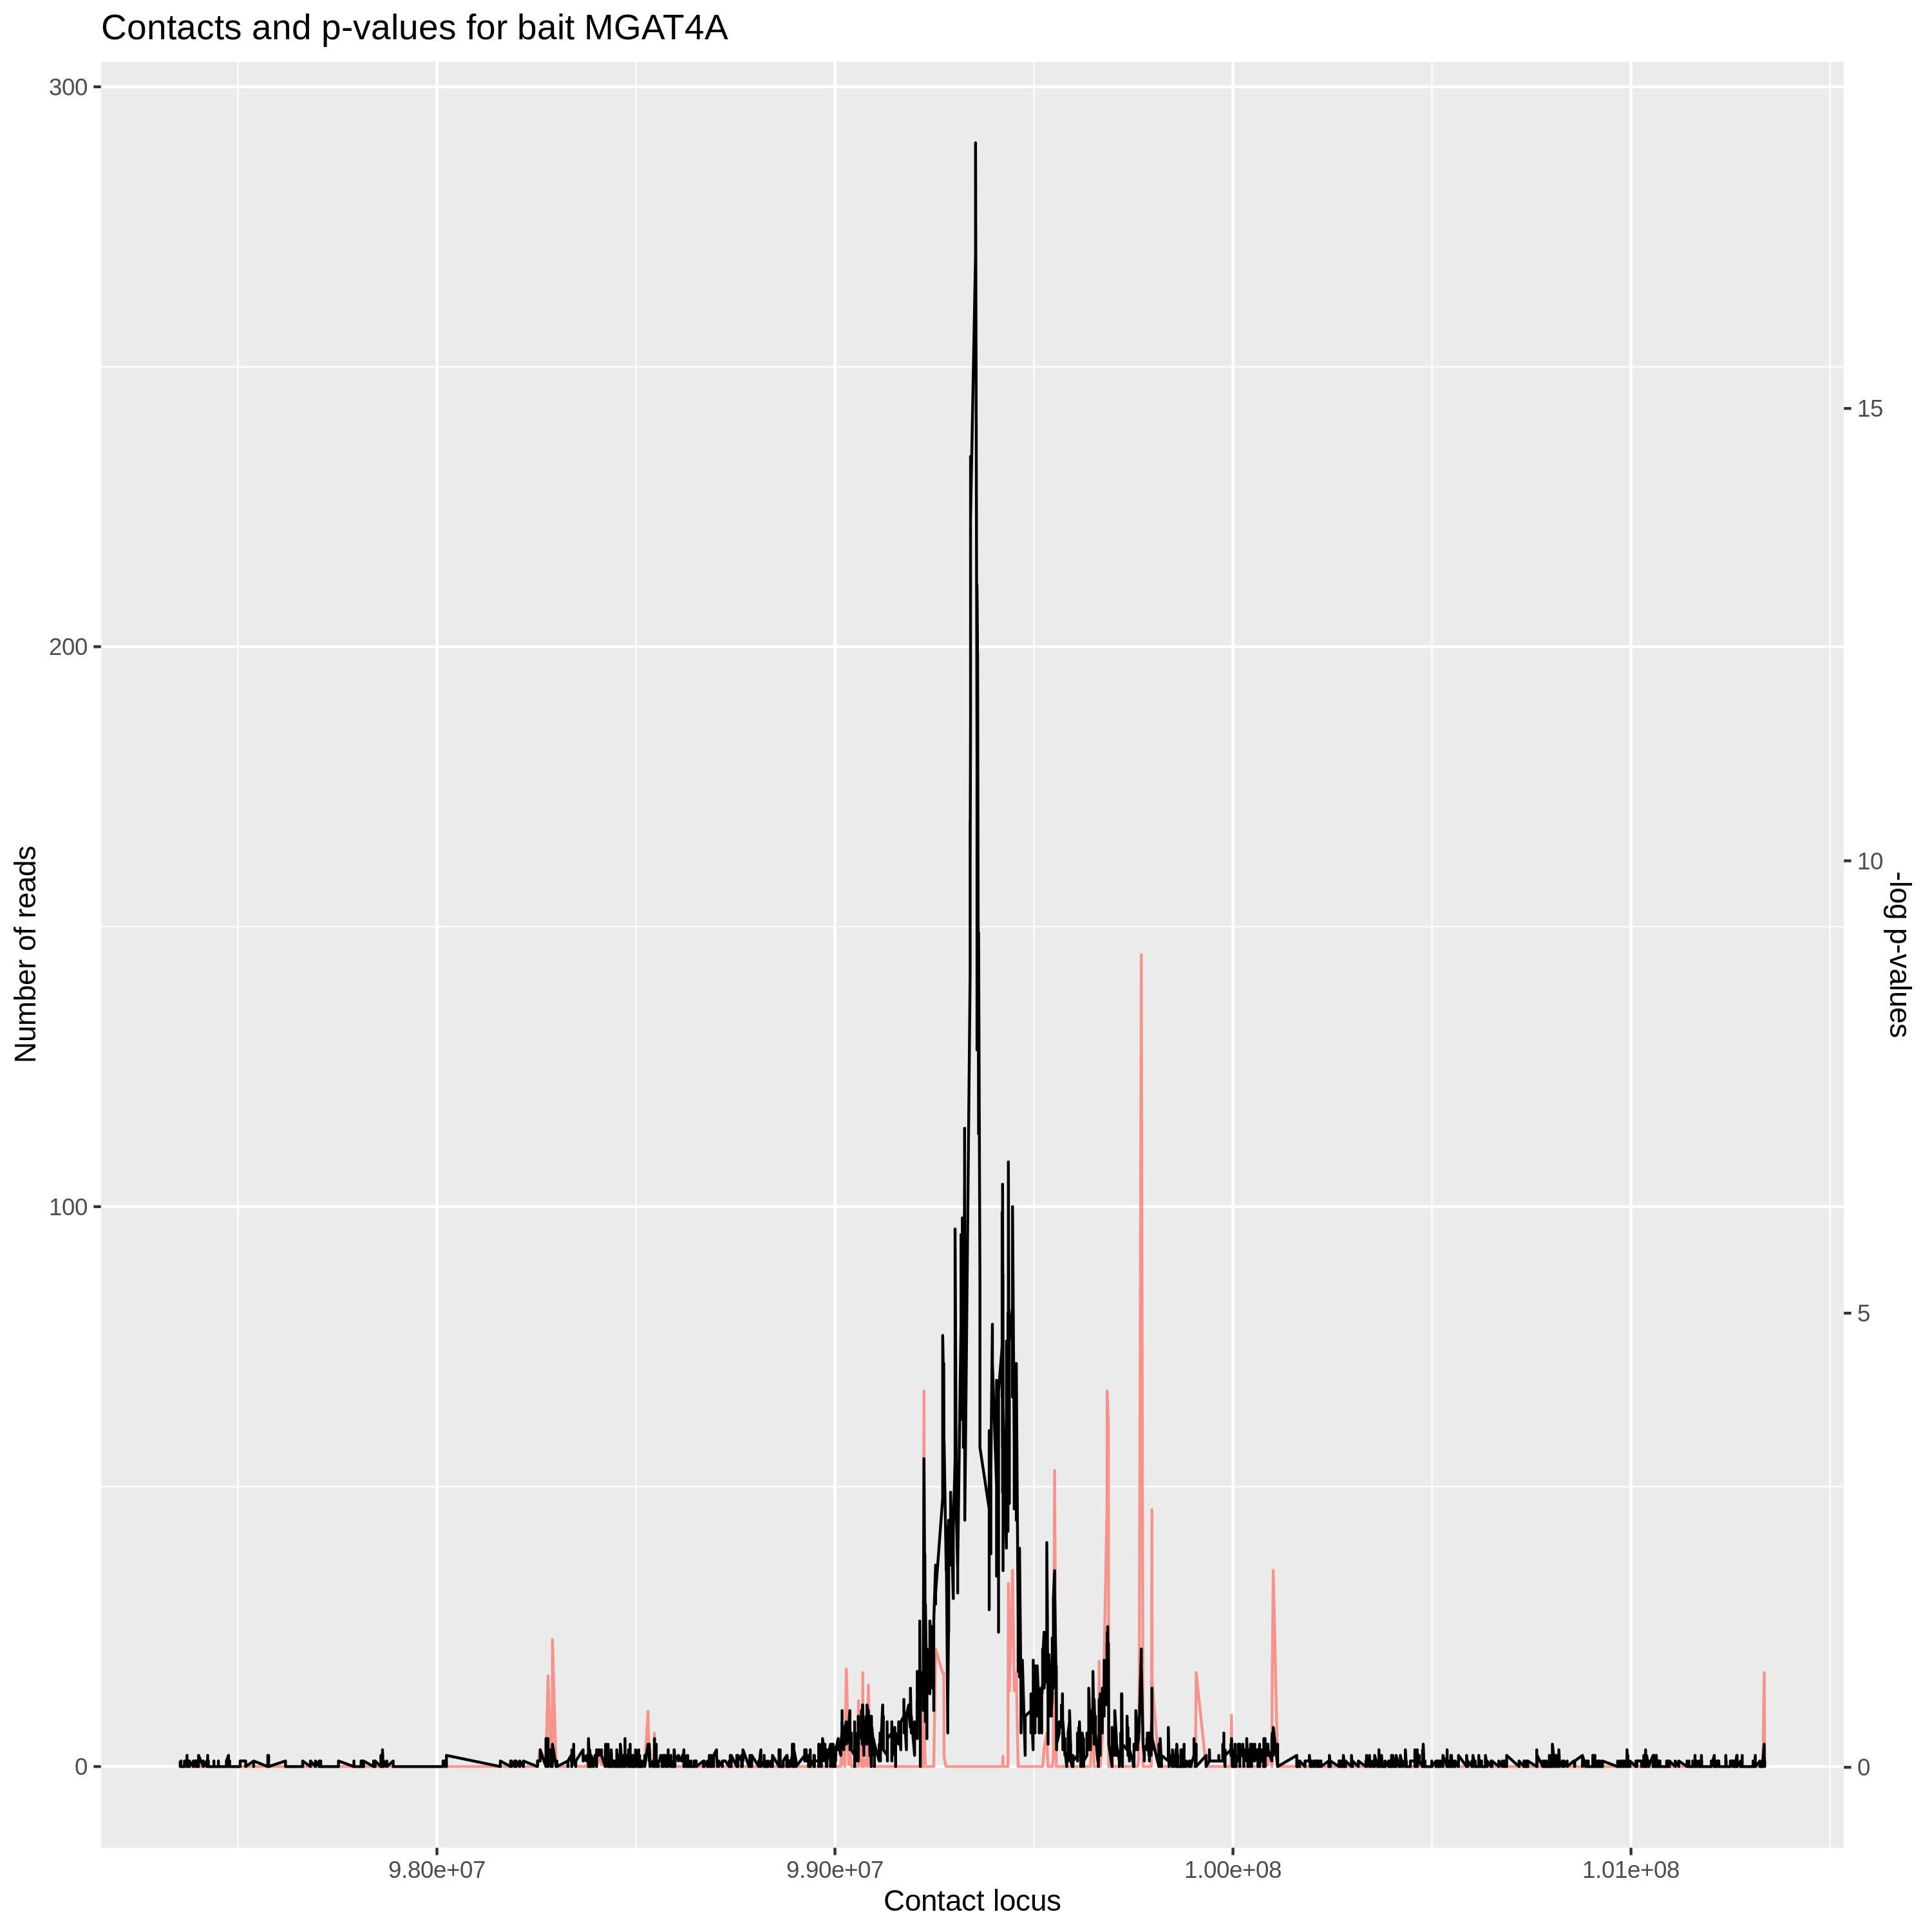 Contacts and p-values for bait MGAT4A
300
200
100
0
Number of reads
15
10
5
0
-log p-values
9.80e+07
9.90e+07
1.00e+08
1.01e+08
Contact locus